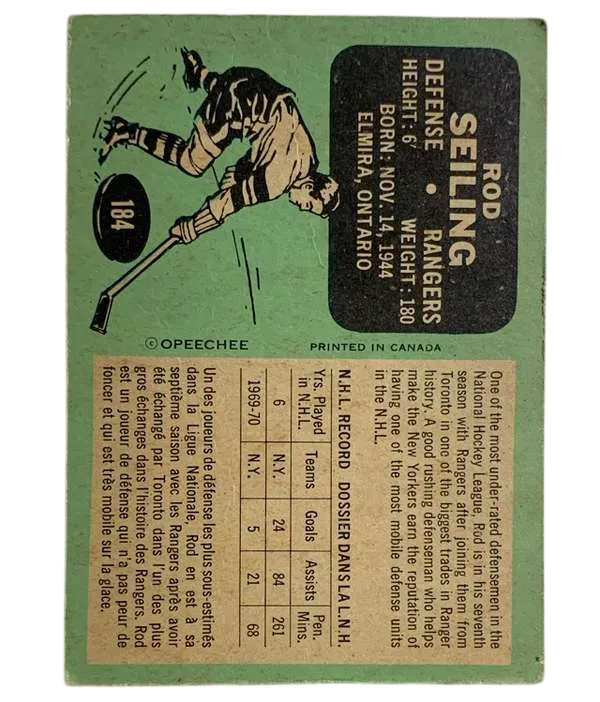 ROD
SEILING
DEFENSE • RANGERS
HEIGHT: 6' WEIGHT: 180
BORN: NOV. 14, 1944
ELMIRA, ONTARIO
184
© OPEECHEE PRINTED IN CANADA
One of the most under-rated defensemen in the
National Hockey League, Rod is in his seventh
season with Rangers after joining them from
Toronto in one of the biggest trades in Ranger
history. A good rushing defenseman who helps
make the New Yorkers earn the reputation of
having one of the most mobile defense units
in the N.H.L.
N.H.L. RECORD DOSSIER DANS LA L.N.H.
Yrs. Played in N.H.L. Teams Goals Assists Pen. Mins.
6 N.Y. 24 84 261
1969-70 N.Y. 5 21 68
Un des joueurs de défense les plus sous-estimés
dans la Ligue Nationale, Rod en est à sa
septième saison avec les Rangers après avoir
été échangé par Toronto dans l'un des plus
gros échanges dans l'histoire des Rangers. Rod
est un joueur de défense qui n'a pas peur de
foncer et qui est très mobile sur la glace.